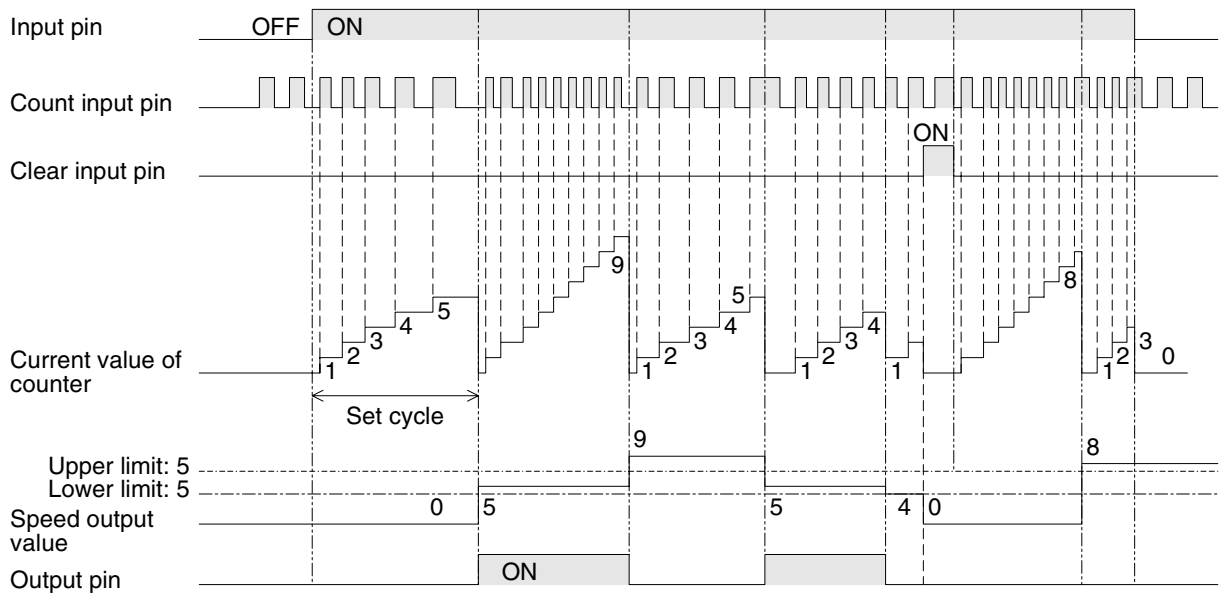 Input pin OFF ON
Count input pin
ON
Clear input pin
9 8
5 5
4 4 4
3 3 3 3
2 2 2 2 0
Current value of
counter
1 1 1 1 1
Set cycle
9 8
Upper limit: 5
Lower limit: 5
0 5 5 4 0
Speed output
value
ON
Output pin